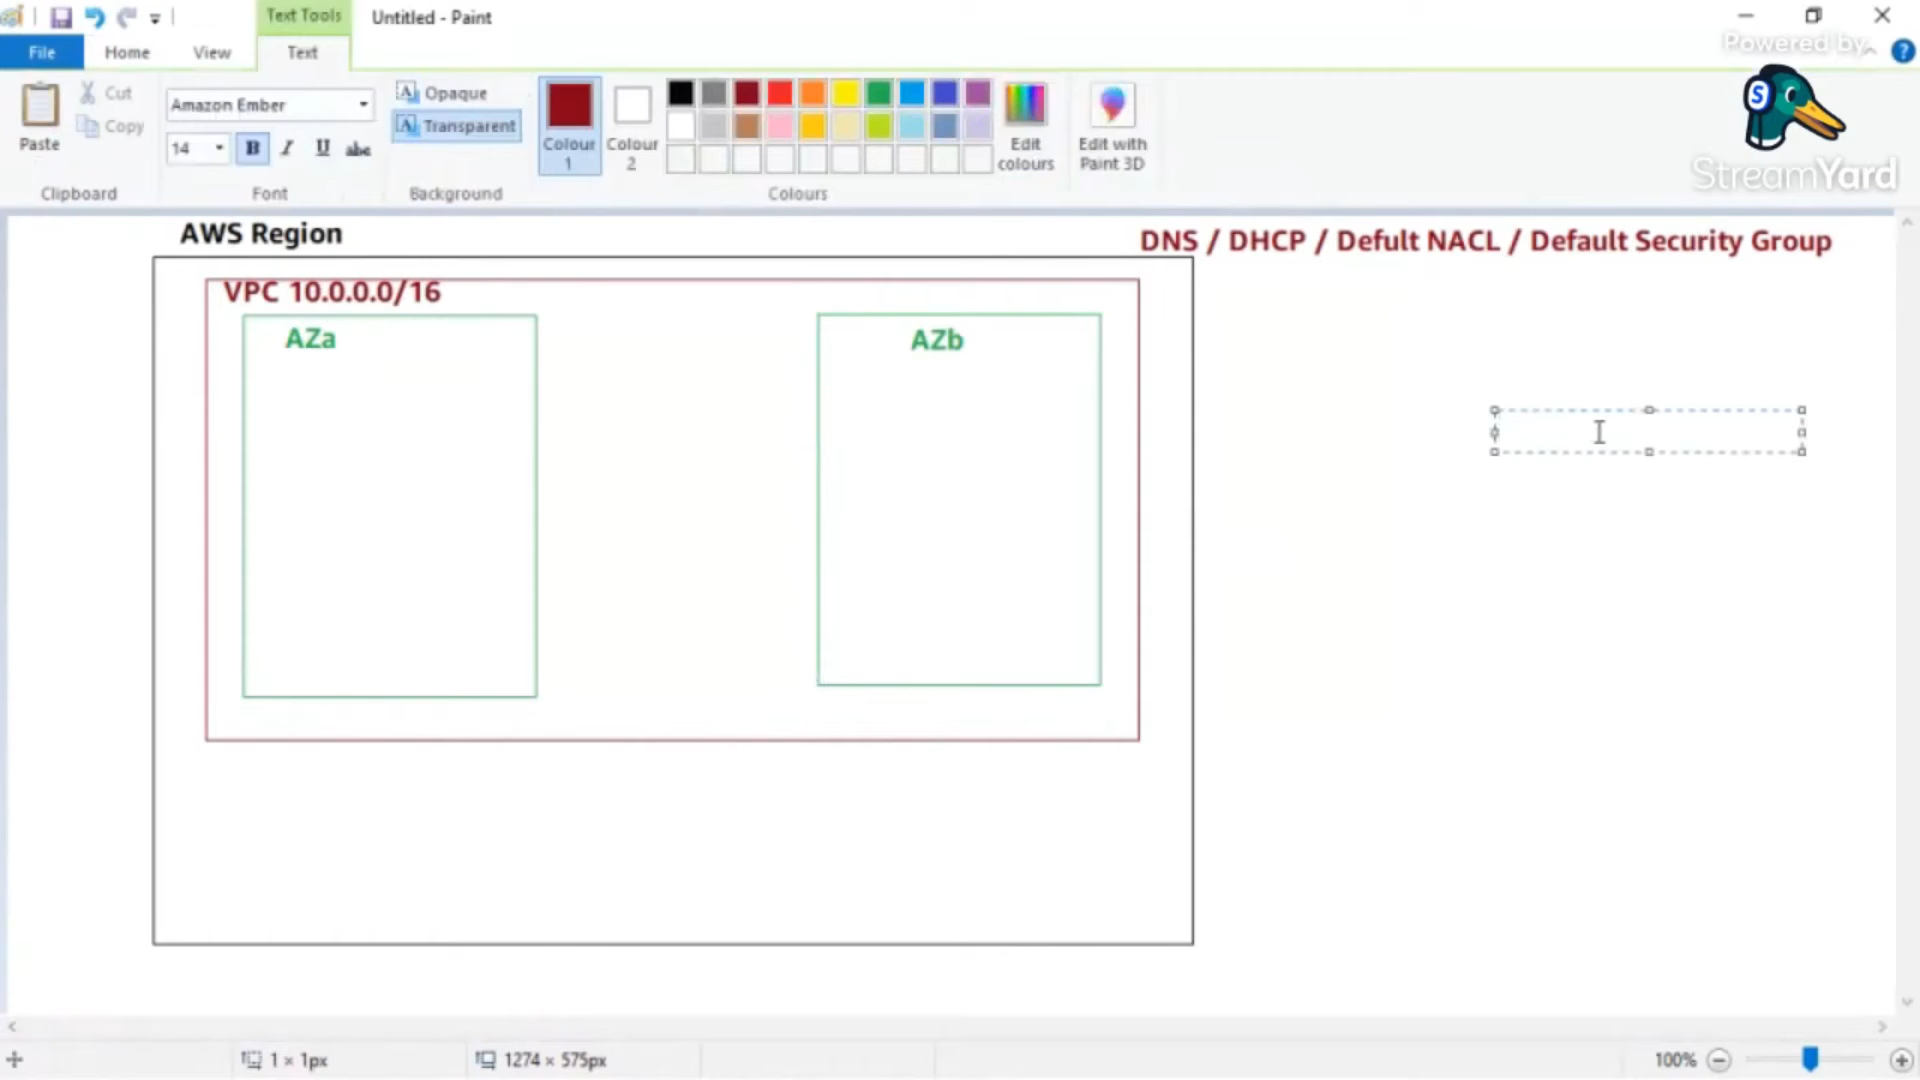 Text Tools
Untitled - Paint
File
Home
View
Text
Powered by
Paste
Cut
Copy
Amazon Ember
14
B
I
U
abc
A Opaque
A Transparent
Colour 1
Colour 2
Edit colours
Edit with Paint 3D
S
StreamYard
Clipboard
Font
Background
Colours
AWS Region
DNS / DHCP / Defult NACL / Default Security Group
VPC 10.0.0.0/16
AZa
AZb
1 × 1px
1274 × 575px
100%